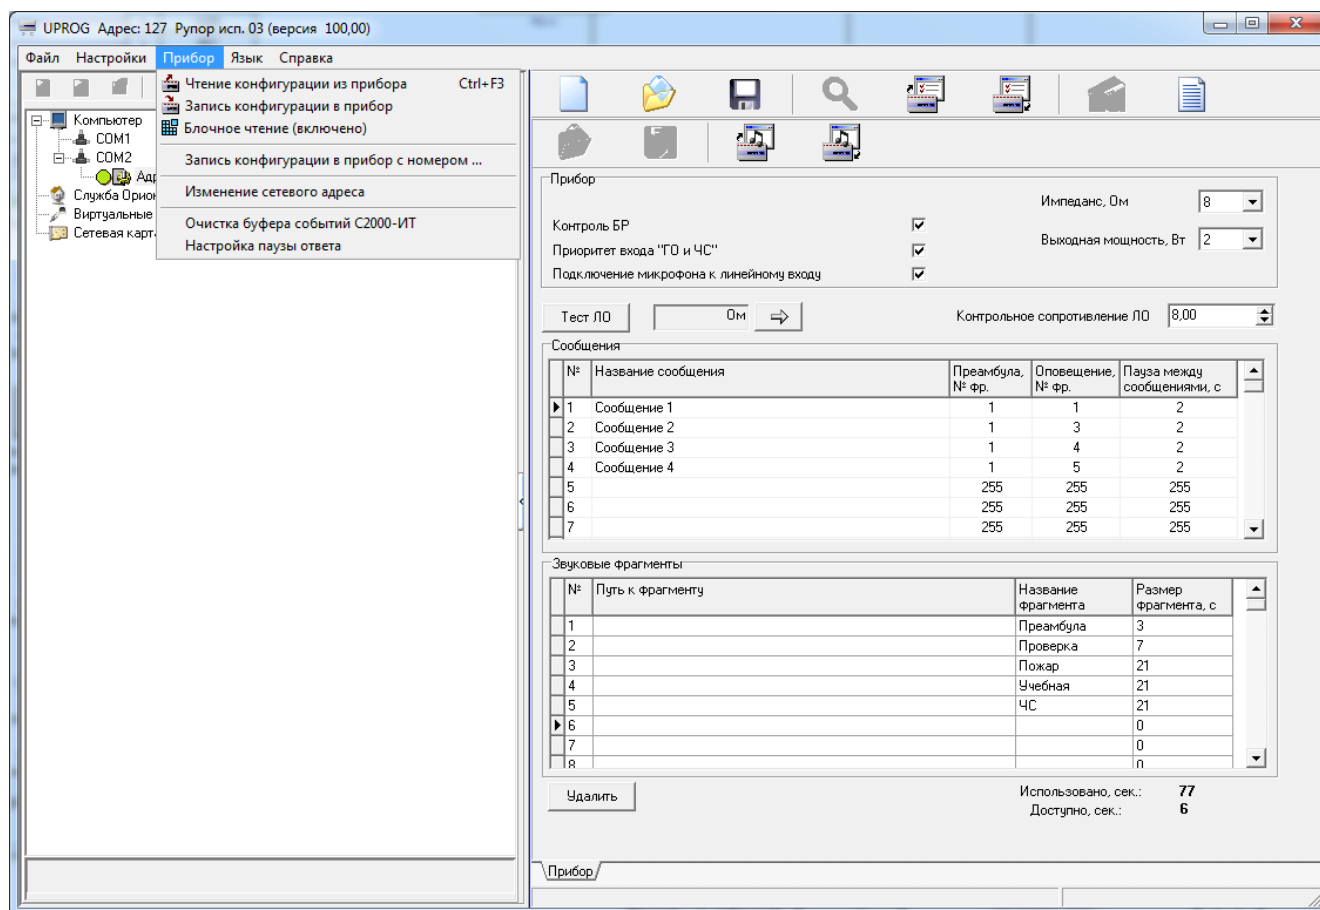 UPROG Адрес: 127 Рупор исп. 03 (версия 100,00)
Файл Настройки Прибор Язык Справка
Чтение конфигурации из прибора Ctrl+F3
Запись конфигурации в прибор
Блочное чтение (включено)
Запись конфигурации в прибор с номером ...
Изменение сетевого адреса
Очистка буфера событий С2000-ИТ
Настройка паузы ответа
Компьютер
COM1
COM2
Служба
Виртуальные
Сетевая
Прибор
Импеданс, Ом 8
Контроль БР
Выходная мощность, Вт 2
Приоритет входа "ГО и ЧС"
Подключение микрофона к линейному входу
Тест ЛО Ом Контрольное сопротивление ЛО 8,00
Сообщения
№ Название сообщения Преамбула, № фр. Оповещение, № фр. Пауза между сообщениями, с
1 Сообщение 1 1 1 2
2 Сообщение 2 1 3 2
3 Сообщение 3 1 4 2
4 Сообщение 4 1 5 2
5 255 255 255
6 255 255 255
7 255 255 255
Звуковые фрагменты
№ Путь к фрагменту Название фрагмента Размер фрагмента, с
1 Преамбула 3
2 Проверка 7
3 Пожар 21
4 Учебная 21
5 ЧС 21
6 0
7 0
8 0
Удалить Использовано, сек.: 77
Доступно, сек.: 6
Прибор